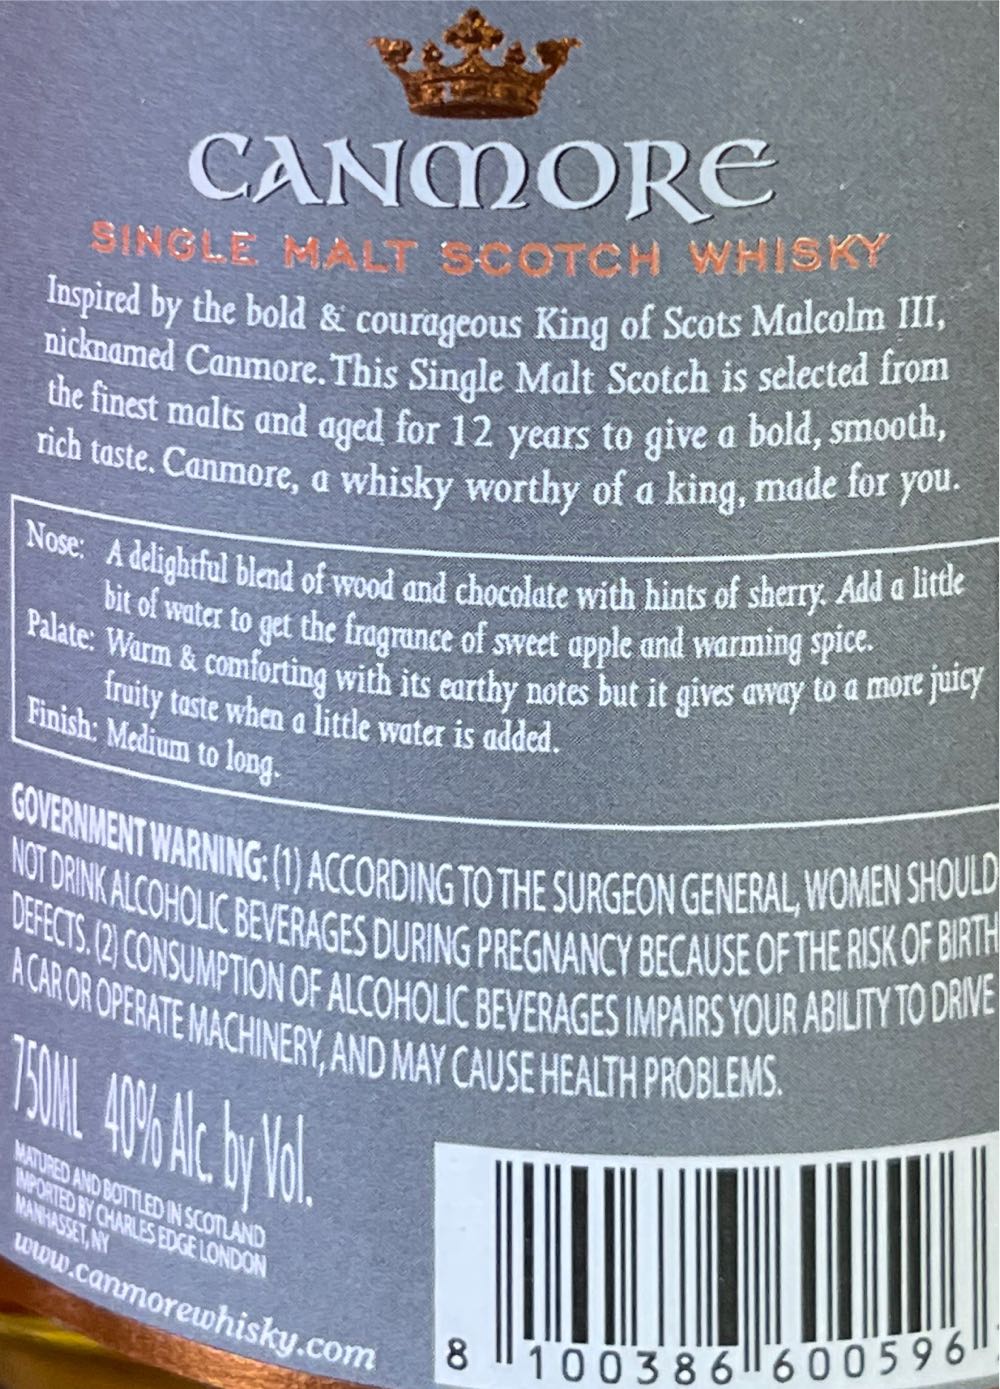 CANMORE
SINGLE MALT SCOTCH WHISKY
Inspired by the bold & courageous King of Scots Malcolm III,
nicknamed Canmore. This Single Malt Scotch is selected from
the finest malts and aged for 12 years to give a bold, smooth,
rich taste. Canmore, a whisky worthy of a king, made for you.
Nose: A delightful blend of wood and chocolate with hints of sherry. Add a little
bit of water to get the fragrance of sweet apple and warming spice.
Palate: Warm & comforting with its earthy notes but it gives away to a more juicy
fruity taste when a little water is added.
Finish: Medium to long.
GOVERNMENT WARNING: (1) ACCORDING TO THE SURGEON GENERAL, WOMEN SHOULD
NOT DRINK ALCOHOLIC BEVERAGES DURING PREGNANCY BECAUSE OF THE RISK OF BIRTH
DEFECTS. (2) CONSUMPTION OF ALCOHOLIC BEVERAGES IMPAIRS YOUR ABILITY TO DRIVE
A CAR OR OPERATE MACHINERY, AND MAY CAUSE HEALTH PROBLEMS.
750ML 40% Alc. by Vol.
MATURED AND BOTTLED IN SCOTLAND
IMPORTED BY CHARLES EDGE LONDON
MANHASSET, NY
www.canmorewhisky.com
8 100386 600596